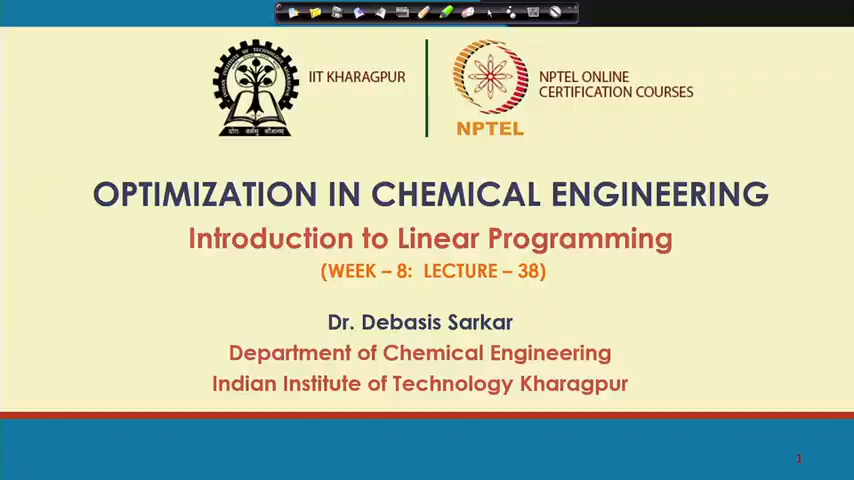 IIT KHARAGPUR
NPTEL ONLINE
CERTIFICATION COURSES
NPTEL
OPTIMIZATION IN CHEMICAL ENGINEERING
Introduction to Linear Programming
(WEEK – 8: LECTURE – 38)
Dr. Debasis Sarkar
Department of Chemical Engineering
Indian Institute of Technology Kharagpur
1